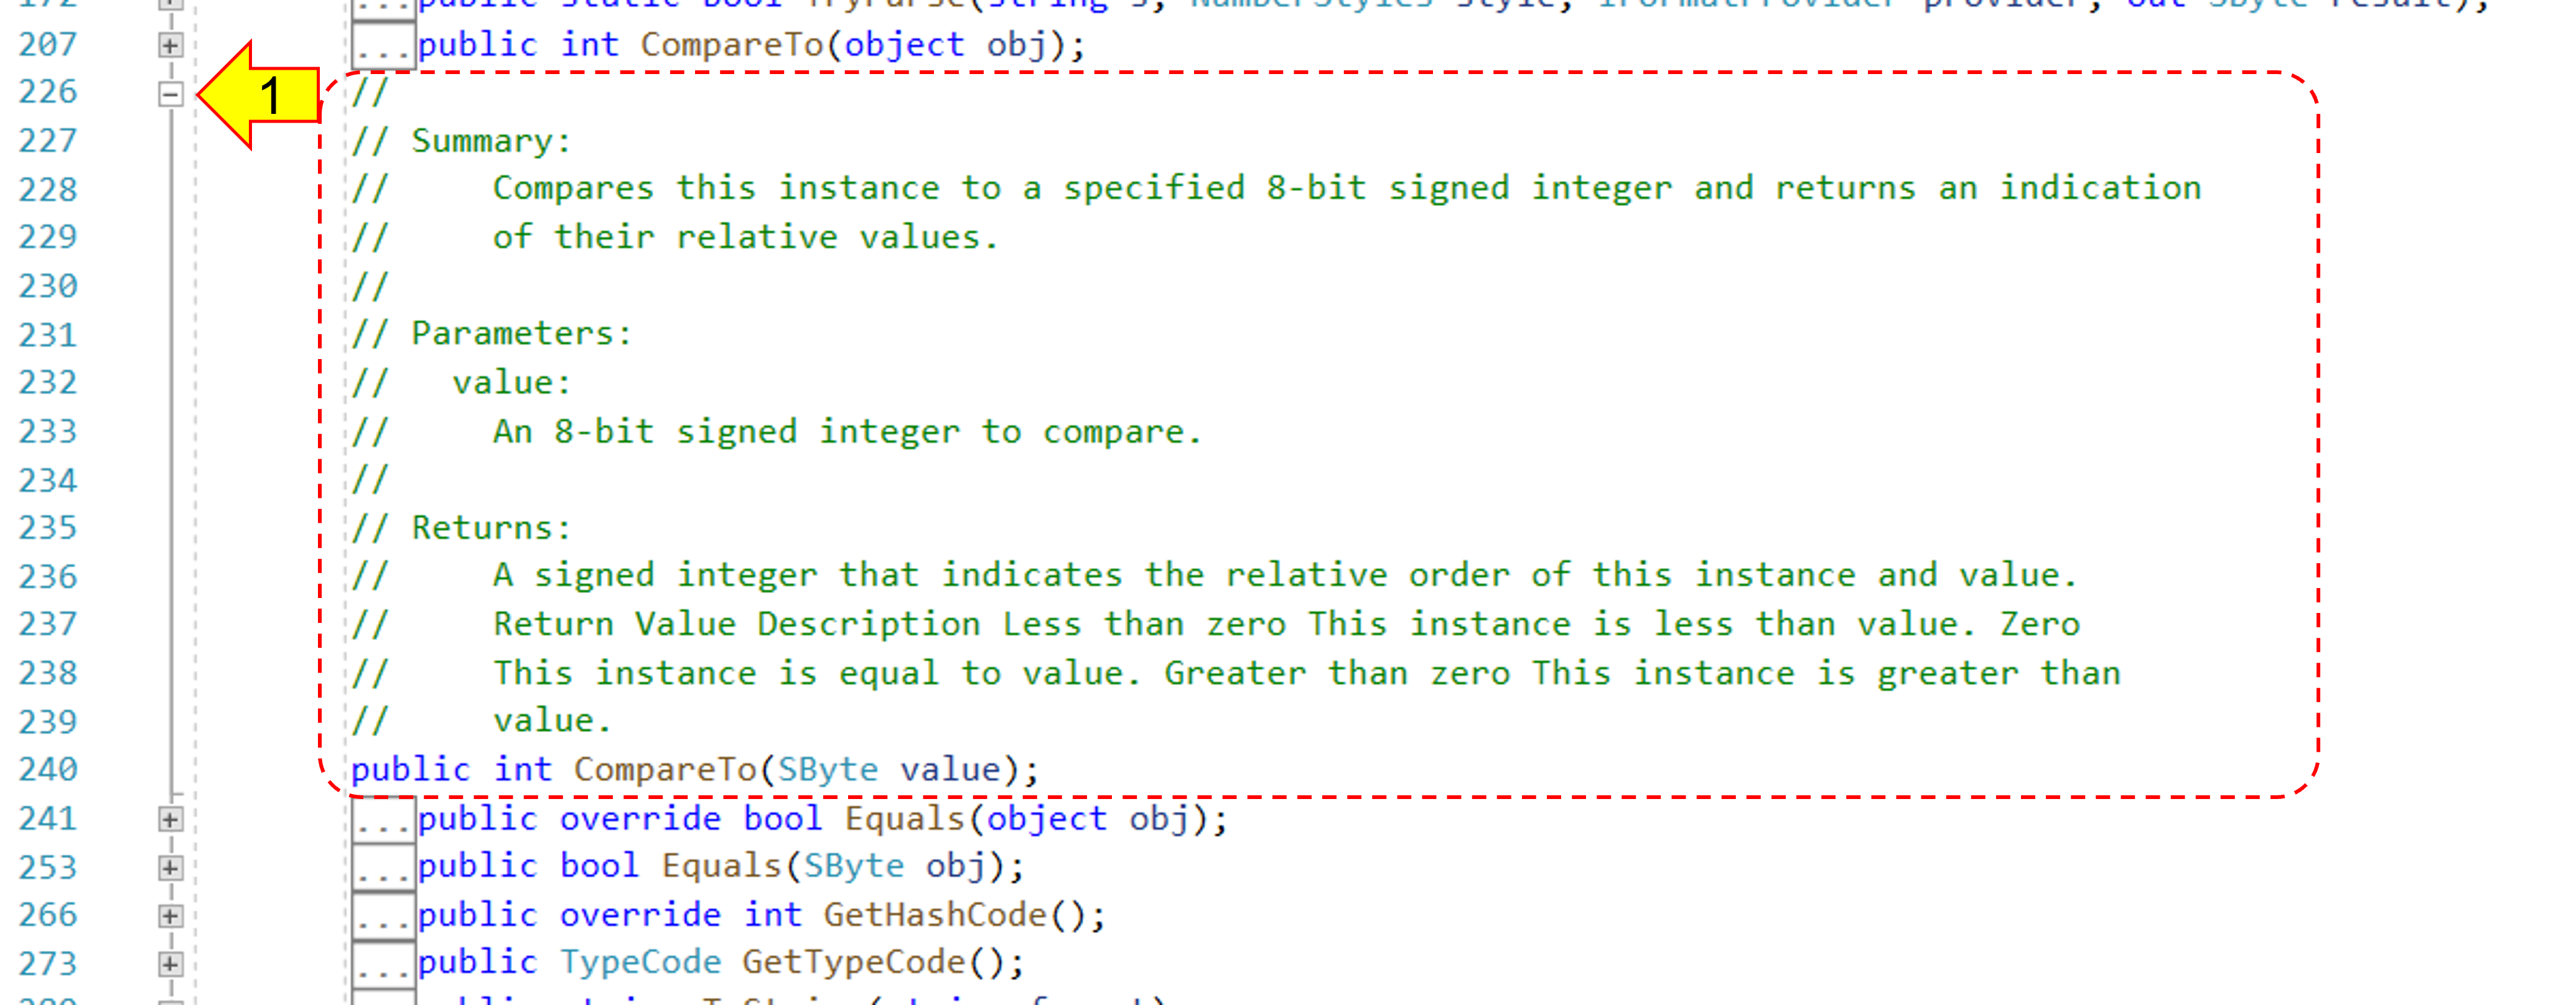 172 ...public static bool TryParse(string s, NumberStyles style, IFormatProvider provider, out SByte result);
207 ...public int CompareTo(object obj);
1
226 //
227 // Summary:
228 //     Compares this instance to a specified 8-bit signed integer and returns an indication
229 //     of their relative values.
230 //
231 // Parameters:
232 //   value:
233 //     An 8-bit signed integer to compare.
234 //
235 // Returns:
236 //     A signed integer that indicates the relative order of this instance and value.
237 //     Return Value Description Less than zero This instance is less than value. Zero
238 //     This instance is equal to value. Greater than zero This instance is greater than
239 //     value.
240 public int CompareTo(SByte value);
241 ...public override bool Equals(object obj);
253 ...public bool Equals(SByte obj);
266 ...public override int GetHashCode();
273 ...public TypeCode GetTypeCode();